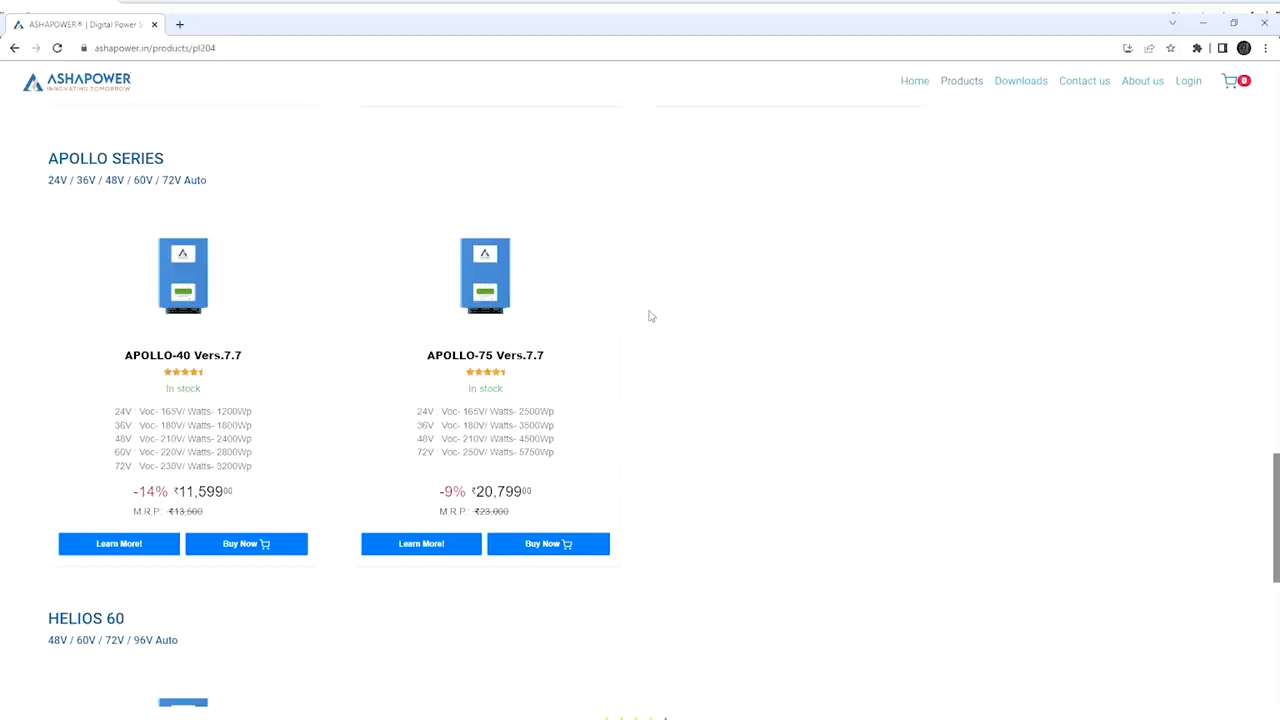 ASHAPOWER® | Digital Power S
ashapower.in/products/pl204
ASHAPOWER
INNOVATING TOMORROW
Home Products Downloads Contact us About us Login 0
APOLLO SERIES
24V / 36V / 48V / 60V / 72V Auto
APOLLO-40 Vers.7.7
In stock
24V : Voc- 165V/ Watts- 1200Wp
36V : Voc- 180V/ Watts- 1800Wp
48V : Voc- 210V/ Watts- 2400Wp
60V : Voc- 220V/ Watts- 2800Wp
72V : Voc- 230V/ Watts- 3200Wp
-14% ₹11,59900
M.R.P.: ₹13,500
Learn More! Buy Now
APOLLO-75 Vers.7.7
In stock
24V : Voc- 165V/ Watts- 2500Wp
36V : Voc- 180V/ Watts- 3500Wp
48V : Voc- 210V/ Watts- 4500Wp
72V : Voc- 250V/ Watts- 5750Wp
-9% ₹20,79900
M.R.P.: ₹23,000
Learn More! Buy Now
HELIOS 60
48V / 60V / 72V / 96V Auto